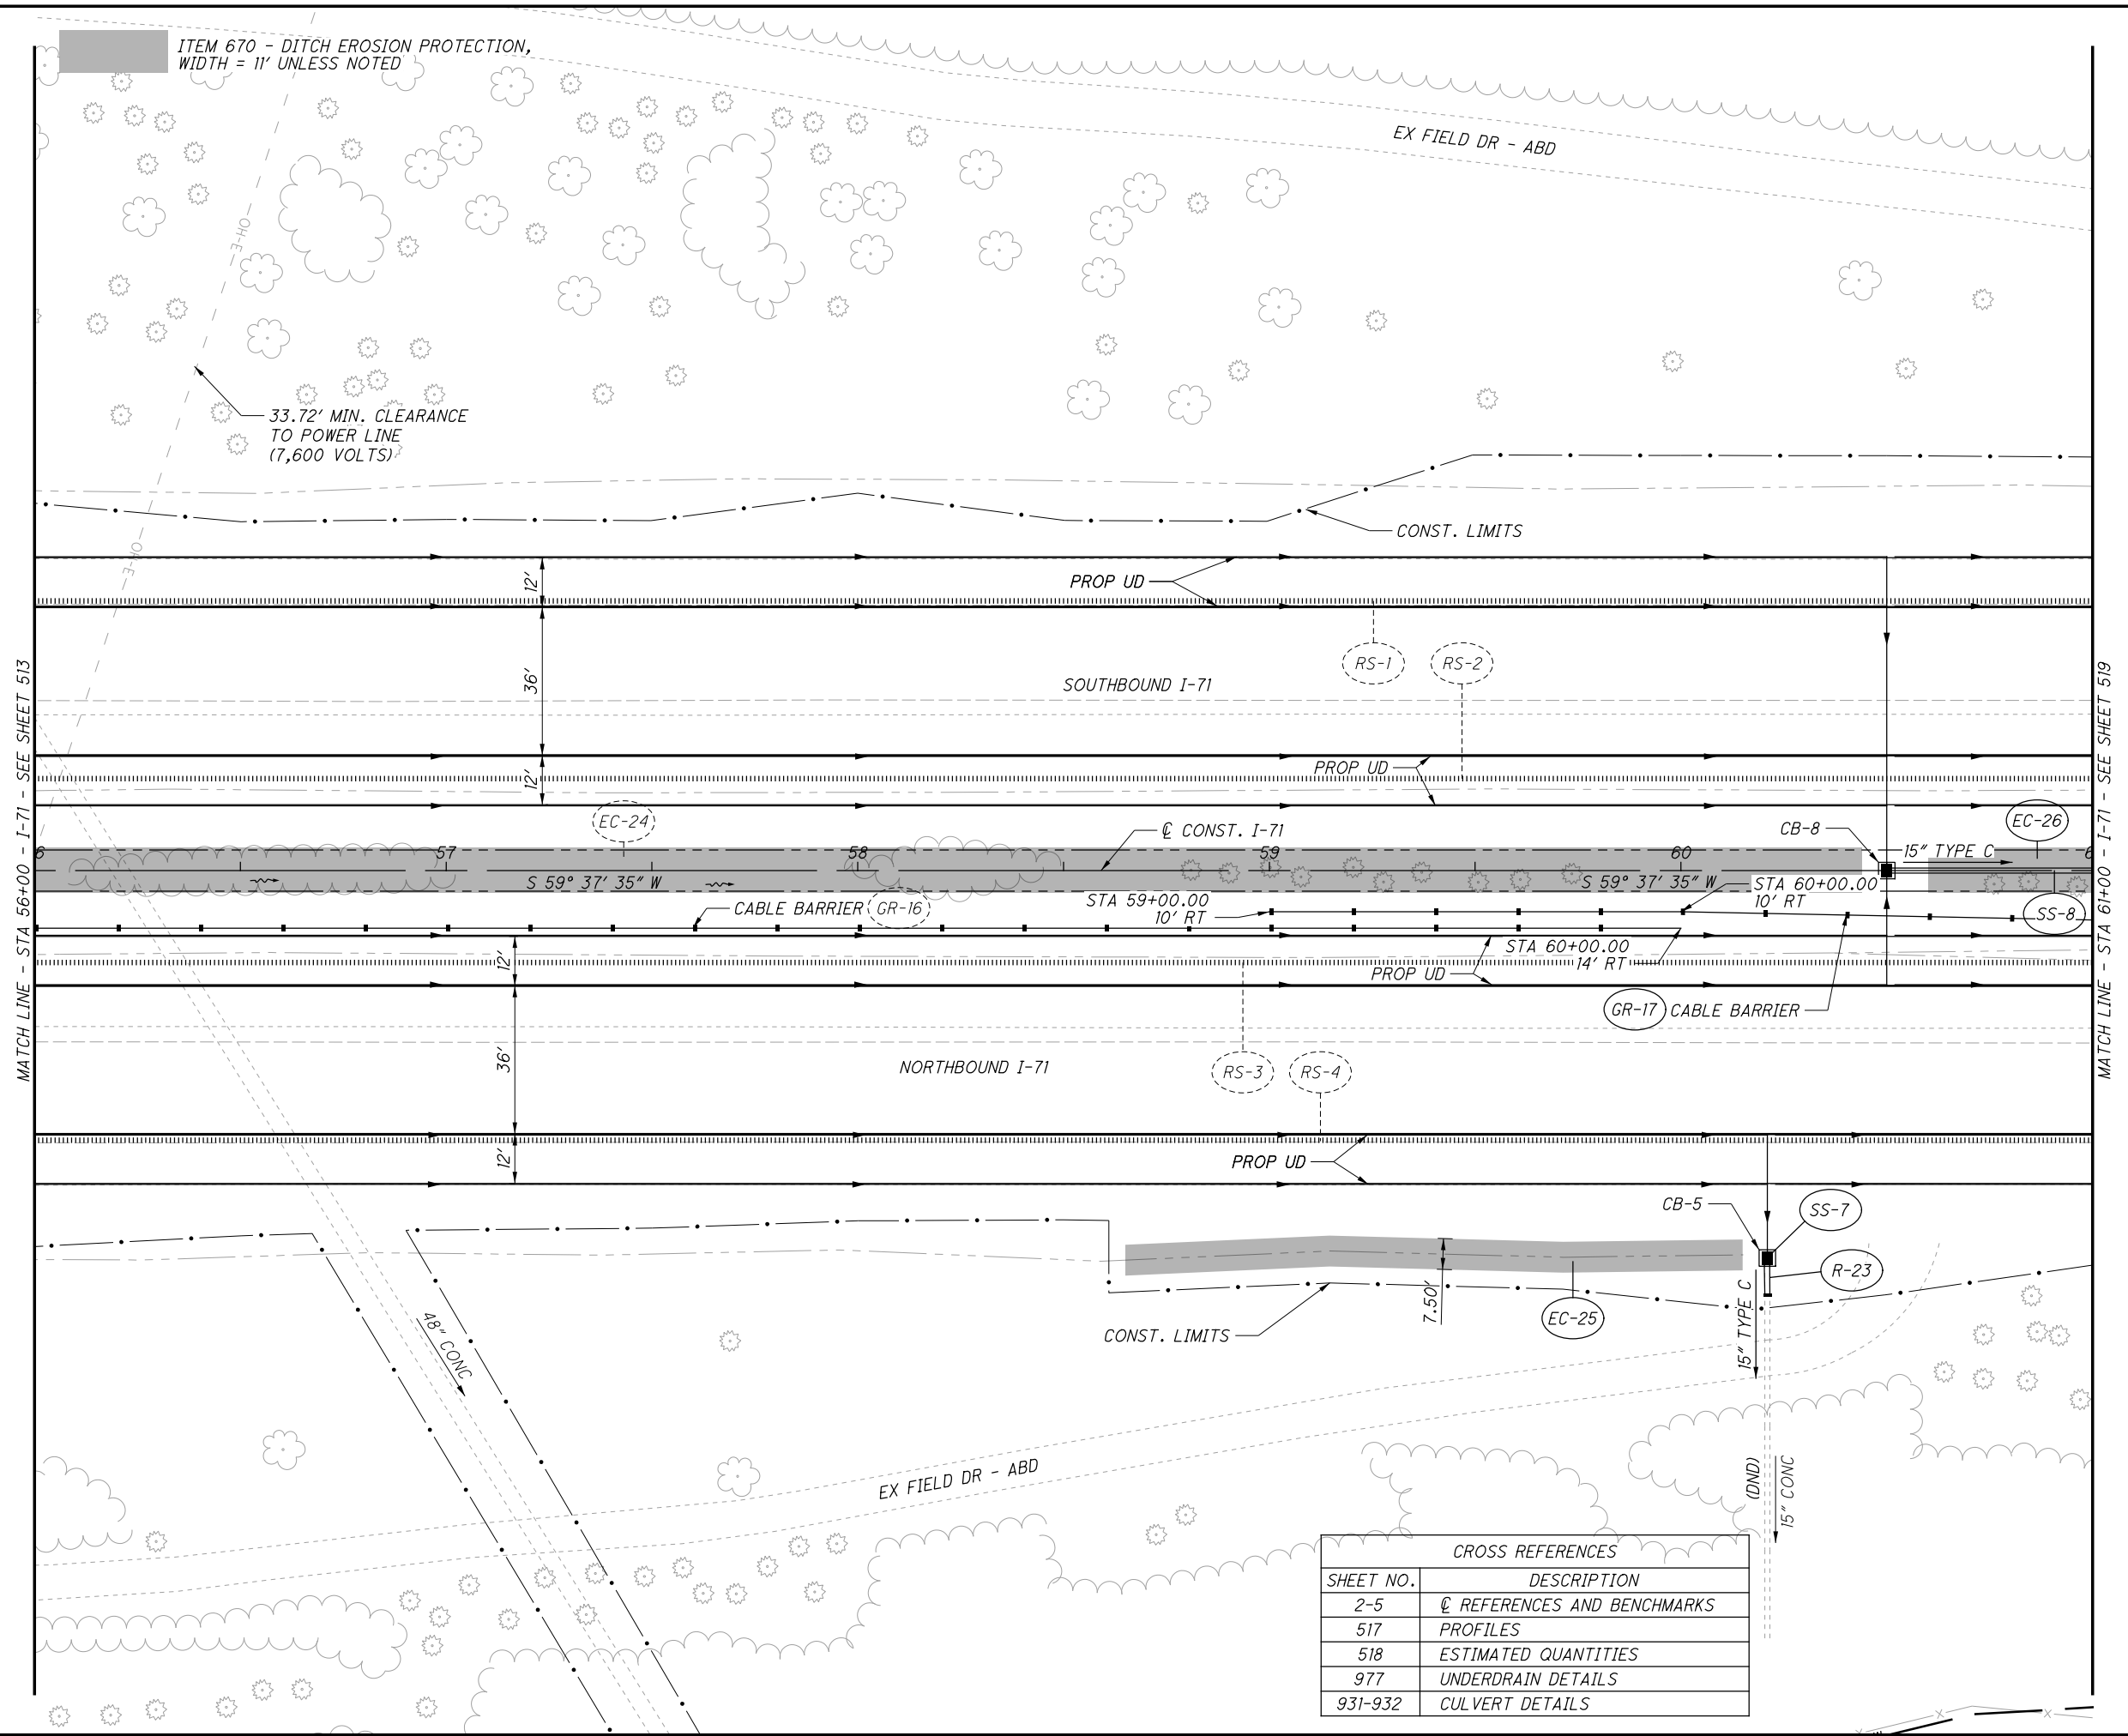 ITEM 670 - DITCH EROSION PROTECTION,
WIDTH = 11' UNLESS NOTED
EX FIELD DR - ABD
OH-E
33.72' MIN. CLEARANCE
TO POWER LINE
(7,600 VOLTS)
CONST. LIMITS
OH-E
12'
PROP UD
RS-1
RS-2
36'
SOUTHBOUND I-71
MATCH LINE - STA 56+00 - I-71 - SEE SHEET 513
MATCH LINE - STA 61+00 - I-71 - SEE SHEET 519
PROP UD
12'
EC-24
℄ CONST. I-71
CB-8
EC-26
6
57
58
59
60
15" TYPE C
6
S 59° 37' 35" W
S 59° 37' 35" W
STA 60+00.00
10' RT
CABLE BARRIER
GR-16
STA 59+00.00
10' RT
SS-8
STA 60+00.00
14' RT
12'
PROP UD
GR-17
CABLE BARRIER
36'
NORTHBOUND I-71
RS-3
RS-4
12'
PROP UD
CB-5
SS-7
R-23
7.50'
EC-25
CONST. LIMITS
15" TYPE C
48" CONC
EX FIELD DR - ABD
(DND)
15" CONC
CROSS REFERENCES
SHEET NO. DESCRIPTION
2-5 ℄ REFERENCES AND BENCHMARKS
517 PROFILES
518 ESTIMATED QUANTITIES
977 UNDERDRAIN DETAILS
931-932 CULVERT DETAILS